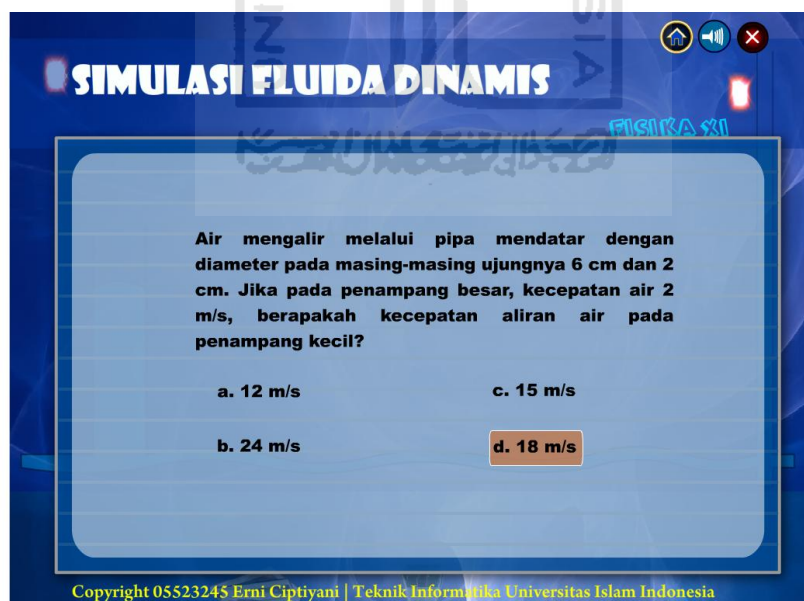 SIMULASI FLUIDA DINAMIS
FISIKA XI
Air mengalir melalui pipa mendatar dengan
diameter pada masing-masing ujungnya 6 cm dan 2
cm. Jika pada penampang besar, kecepatan air 2
m/s, berapakah kecepatan aliran air pada
penampang kecil?
a. 12 m/s
c. 15 m/s
b. 24 m/s
d. 18 m/s
Copyright 05523245 Erni Ciptiyani | Teknik Informatika Universitas Islam Indonesia